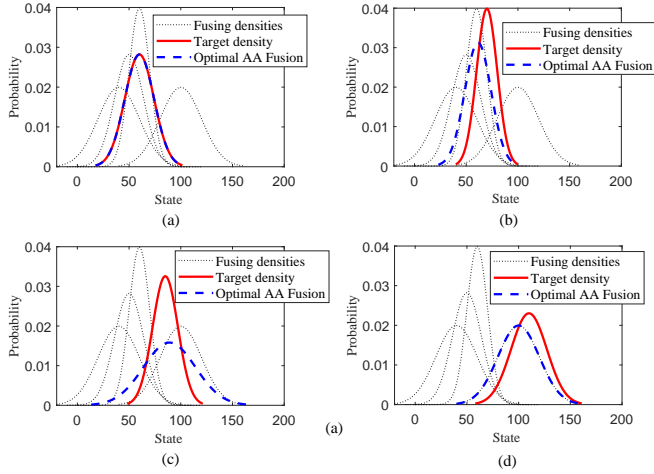 0.04
0.03
0.02
0.01
0
Probability
0 50 100 150 200
State
Fusing densities
Target density
Optimal AA Fusion
(a)
0.04
0.03
0.02
0.01
0
Probability
0 50 100 150 200
State
Fusing densities
Target density
Optimal AA Fusion
(b)
0.04
0.03
0.02
0.01
0
Probability
0 50 100 150 200
State
Fusing densities
Target density
Optimal AA Fusion
(c)
(a)
0.04
0.03
0.02
0.01
0
Probability
0 50 100 150 200
State
Fusing densities
Target density
Optimal AA Fusion
(d)